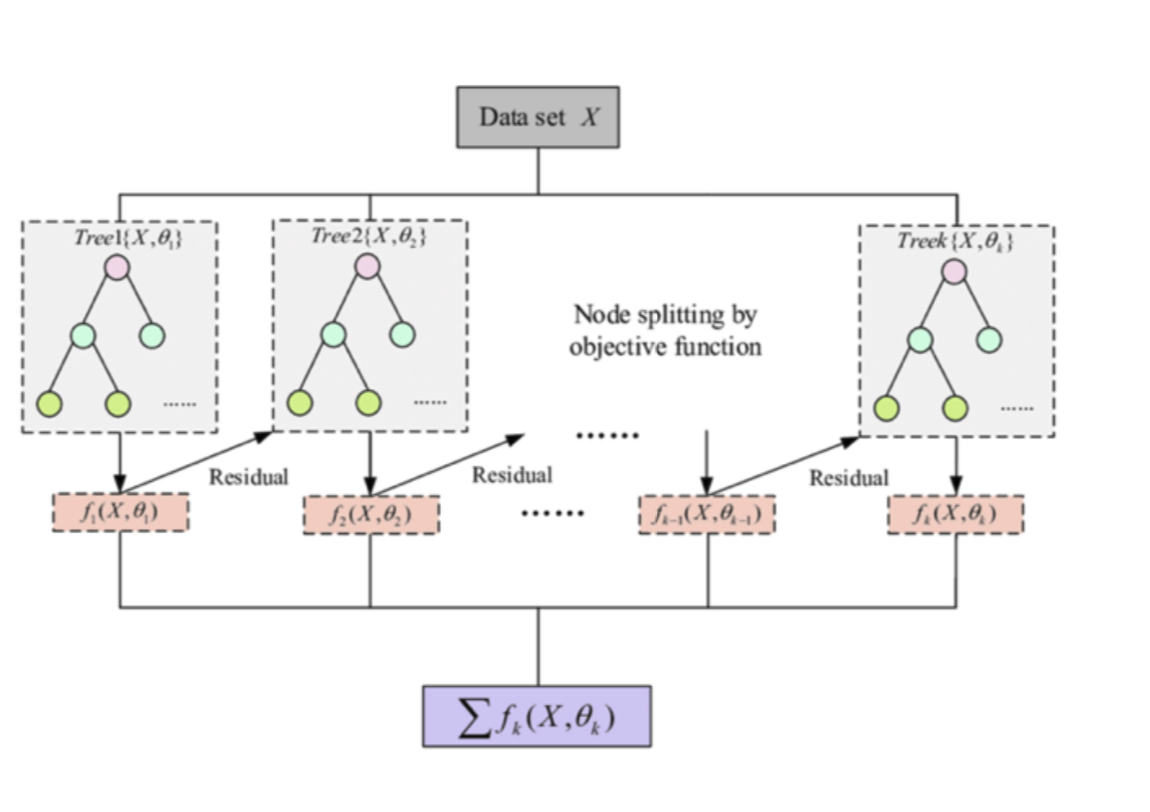 Data set X
Tree1{X,θ₁}
Tree2{X,θ₂}
Treek{X,θₖ}
Node splitting by
objective function
......
......
......
......
Residual
Residual
Residual
f₁(X,θ₁)
f₂(X,θ₂)
......
fₖ₋₁(X,θₖ₋₁)
fₖ(X,θₖ)
∑fₖ(X,θₖ)